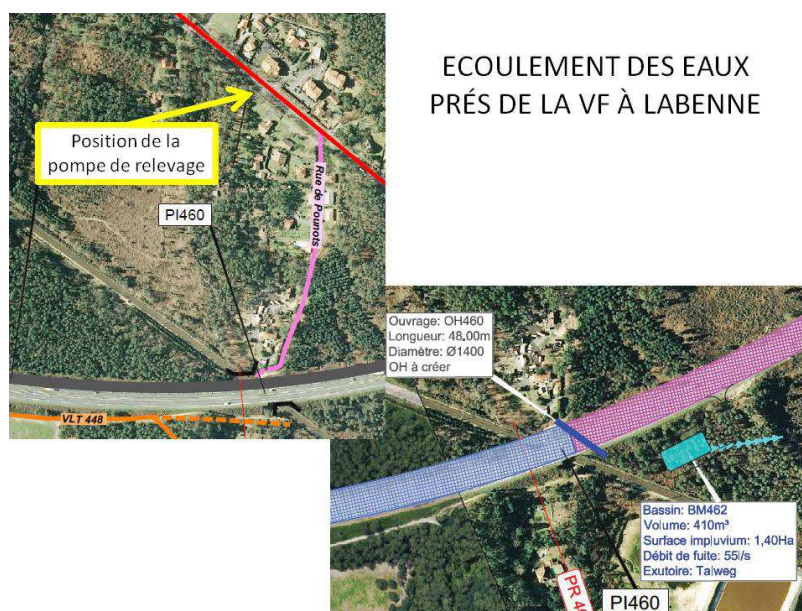 ECOULEMENT DES EAUX
PRÉS DE LA VF À LABENNE
Position de la
pompe de relevage
PI460
Rue de Pounots
VLT 448
Ouvrage: OH460
Longueur: 48.00m
Diamètre: Ø1400
OH à créer
Bassin: BM462
Volume: 410m³
Surface impluvium: 1,40Ha
Débit de fuite: 55l/s
Exutoire: Talweg
PR
PI460